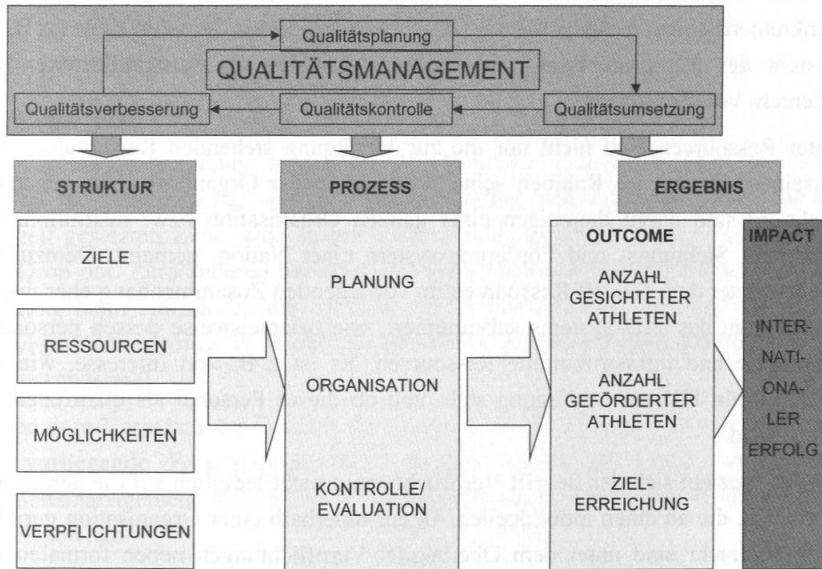 Qualitätsplanung
QUALITÄTSMANAGEMENT
Qualitätsverbesserung
Qualitätskontrolle
Qualitätsumsetzung
STRUKTUR
PROZESS
ERGEBNIS
ZIELE
RESSOURCEN
MÖGLICHKEITEN
VERPFLICHTUNGEN
PLANUNG
ORGANISATION
KONTROLLE/
EVALUATION
OUTCOME
ANZAHL
GESICHTETER
ATHLETEN
ANZAHL
GEFÖRDERTER
ATHLETEN
ZIEL-
ERREICHUNG
IMPACT
INTER-
NATI-
ONA-
LER
ERFOLG